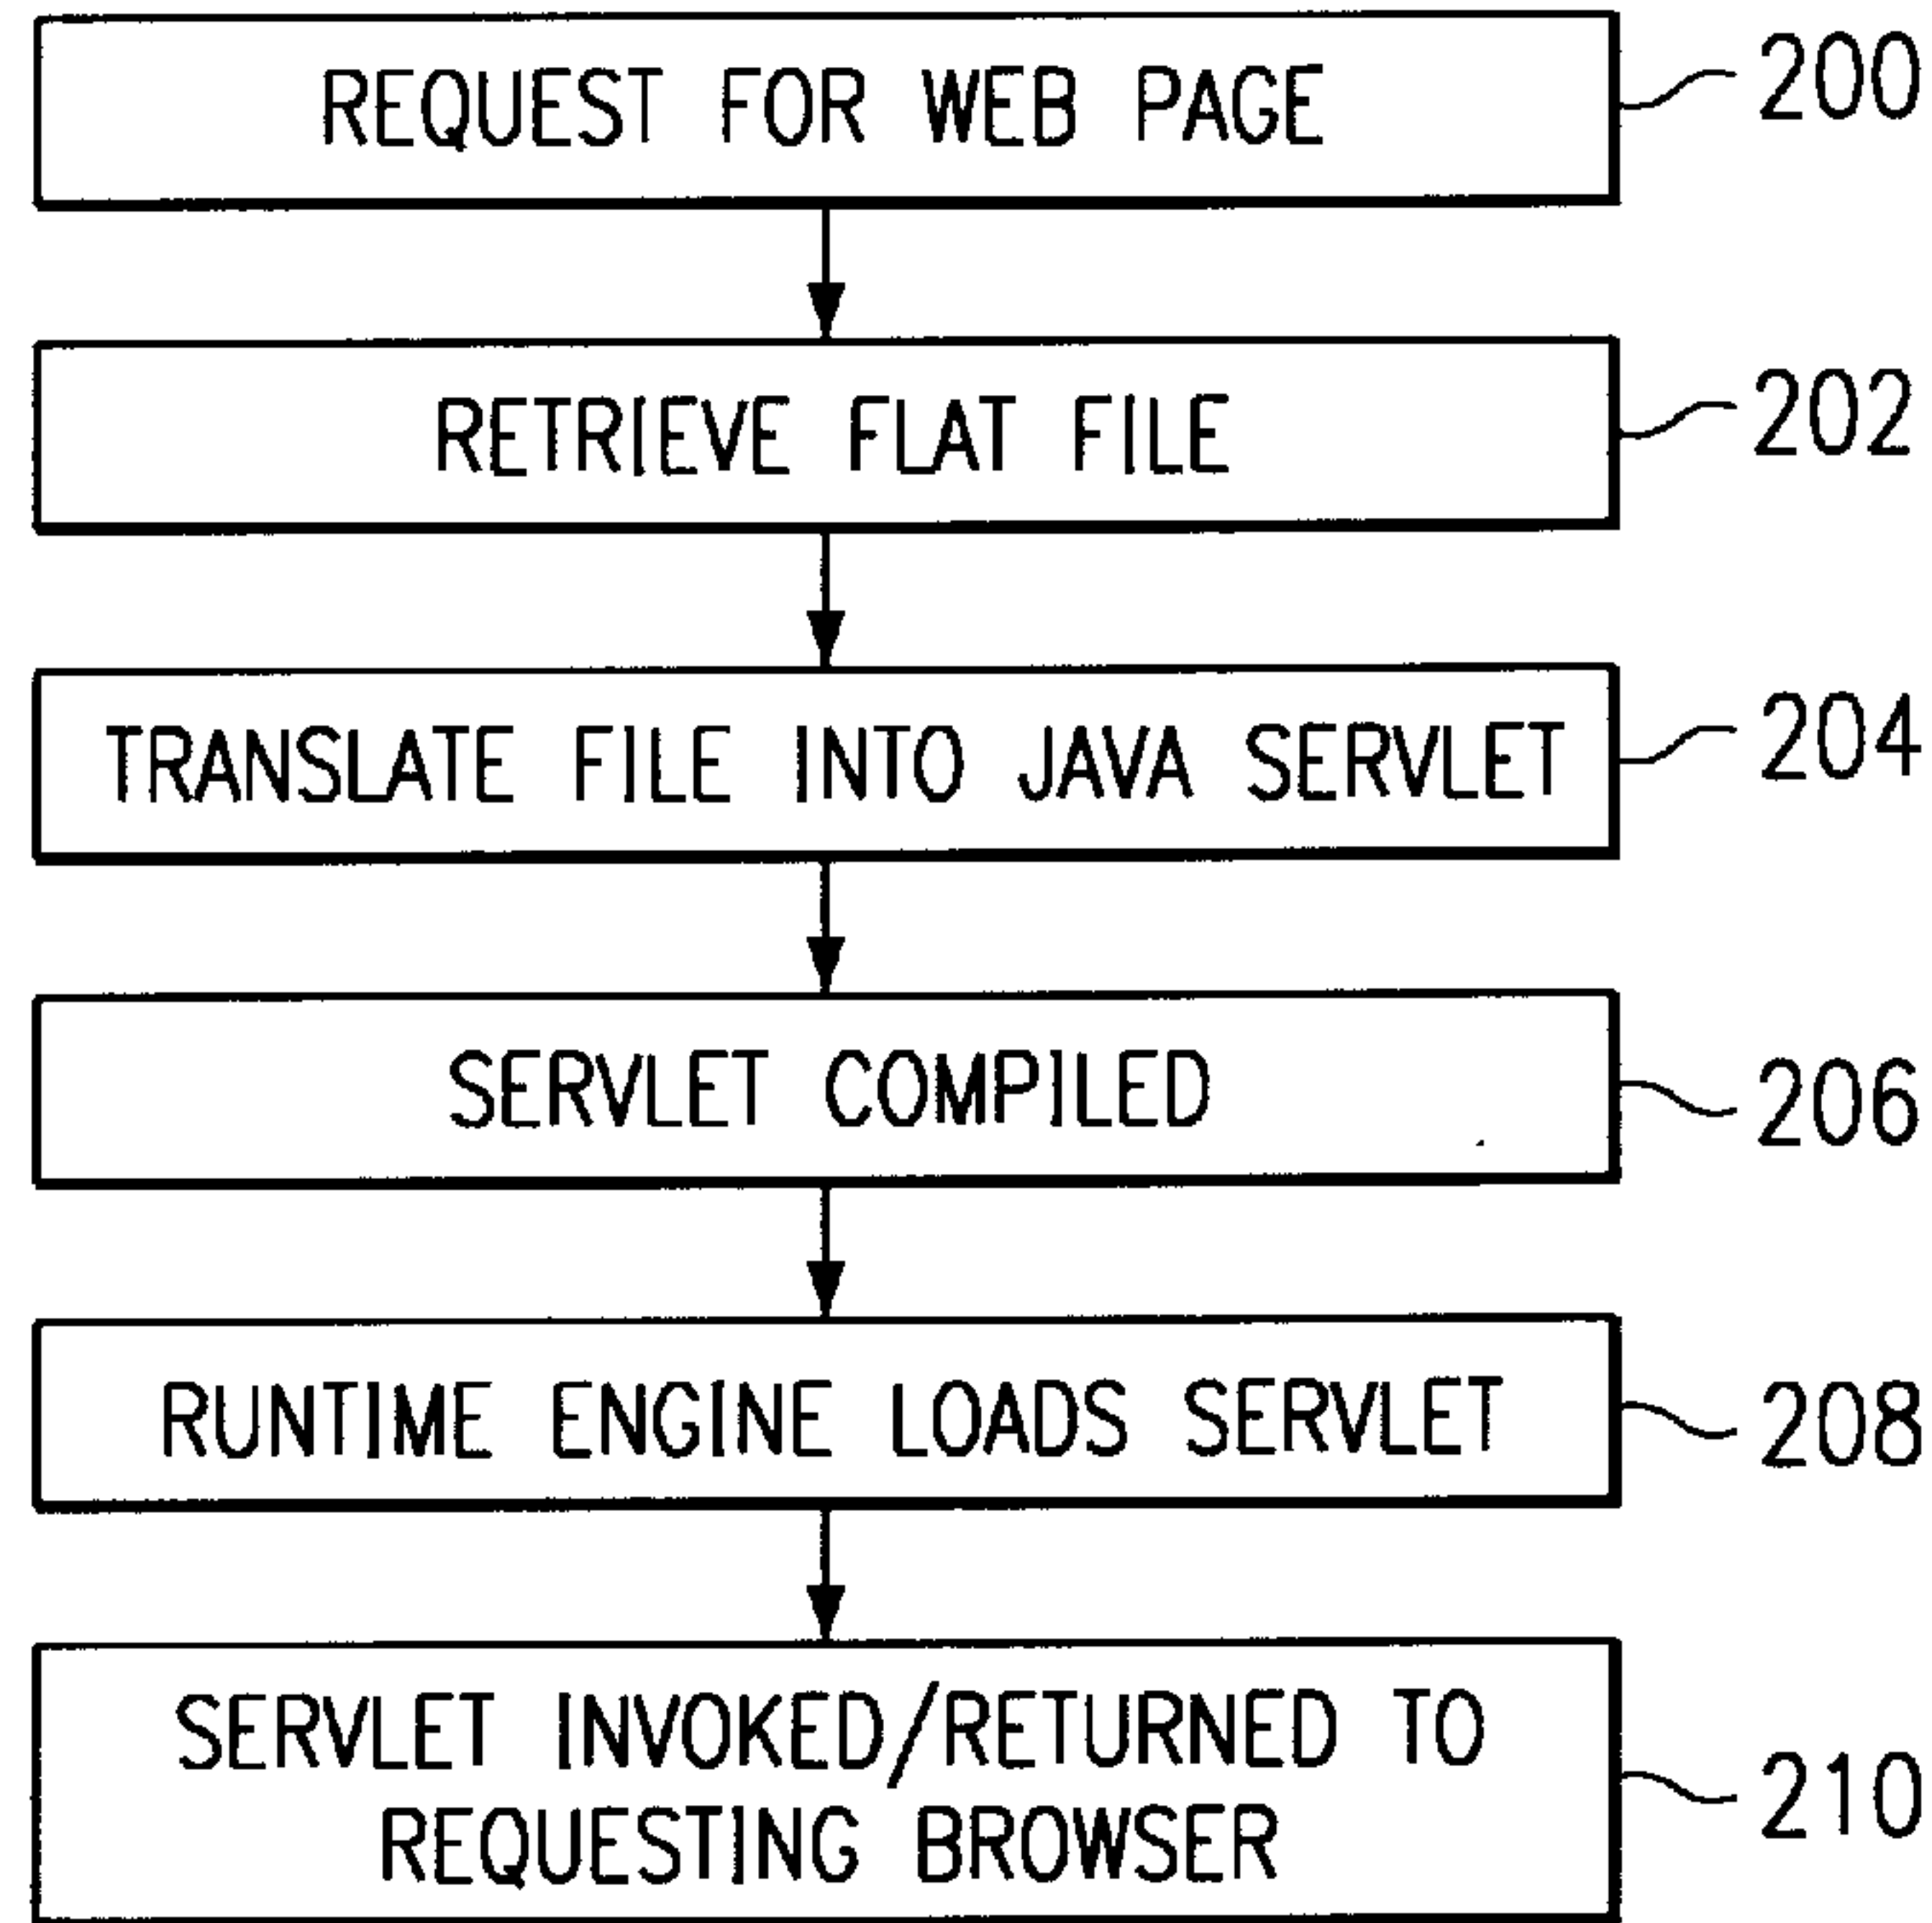 REQUEST FOR WEB PAGE
200
RETRIEVE FLAT FILE
202
TRANSLATE FILE INTO JAVA SERVLET
204
SERVLET COMPILED
206
RUNTIME ENGINE LOADS SERVLET
208
SERVLET INVOKED/RETURNED TO
REQUESTING BROWSER
210